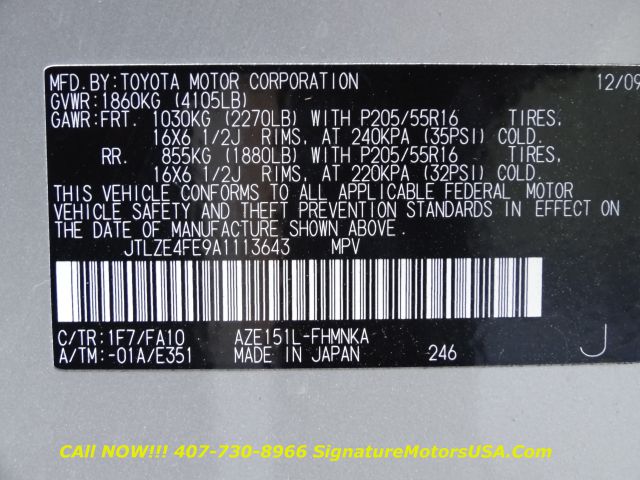 MFD.BY:TOYOTA MOTOR CORPORATION 12/09
GVWR:1860KG (4105LB)
GAWR:FRT. 1030KG (2270LB) WITH P205/55R16 TIRES.
16X6 1/2J RIMS, AT 240KPA (35PSI) COLD.
RR. 855KG (1880LB) WITH P205/55R16 TIRES,
16X6 1/2J RIMS, AT 220KPA (32PSI) COLD.
THIS VEHICLE CONFORMS TO ALL APPLICABLE FEDERAL MOTOR
VEHICLE SAFETY AND THEFT PREVENTION STANDARDS IN EFFECT ON
THE DATE OF MANUFACTURE SHOWN ABOVE.
JTLZE4FE9A1113643 MPV
C/TR:1F7/FA10 AZE151L-FHMNKA
A/TM:-01A/E351 MADE IN JAPAN 246 J
CAll NOW!!! 407-730-8966 SignatureMotorsUSA.Com